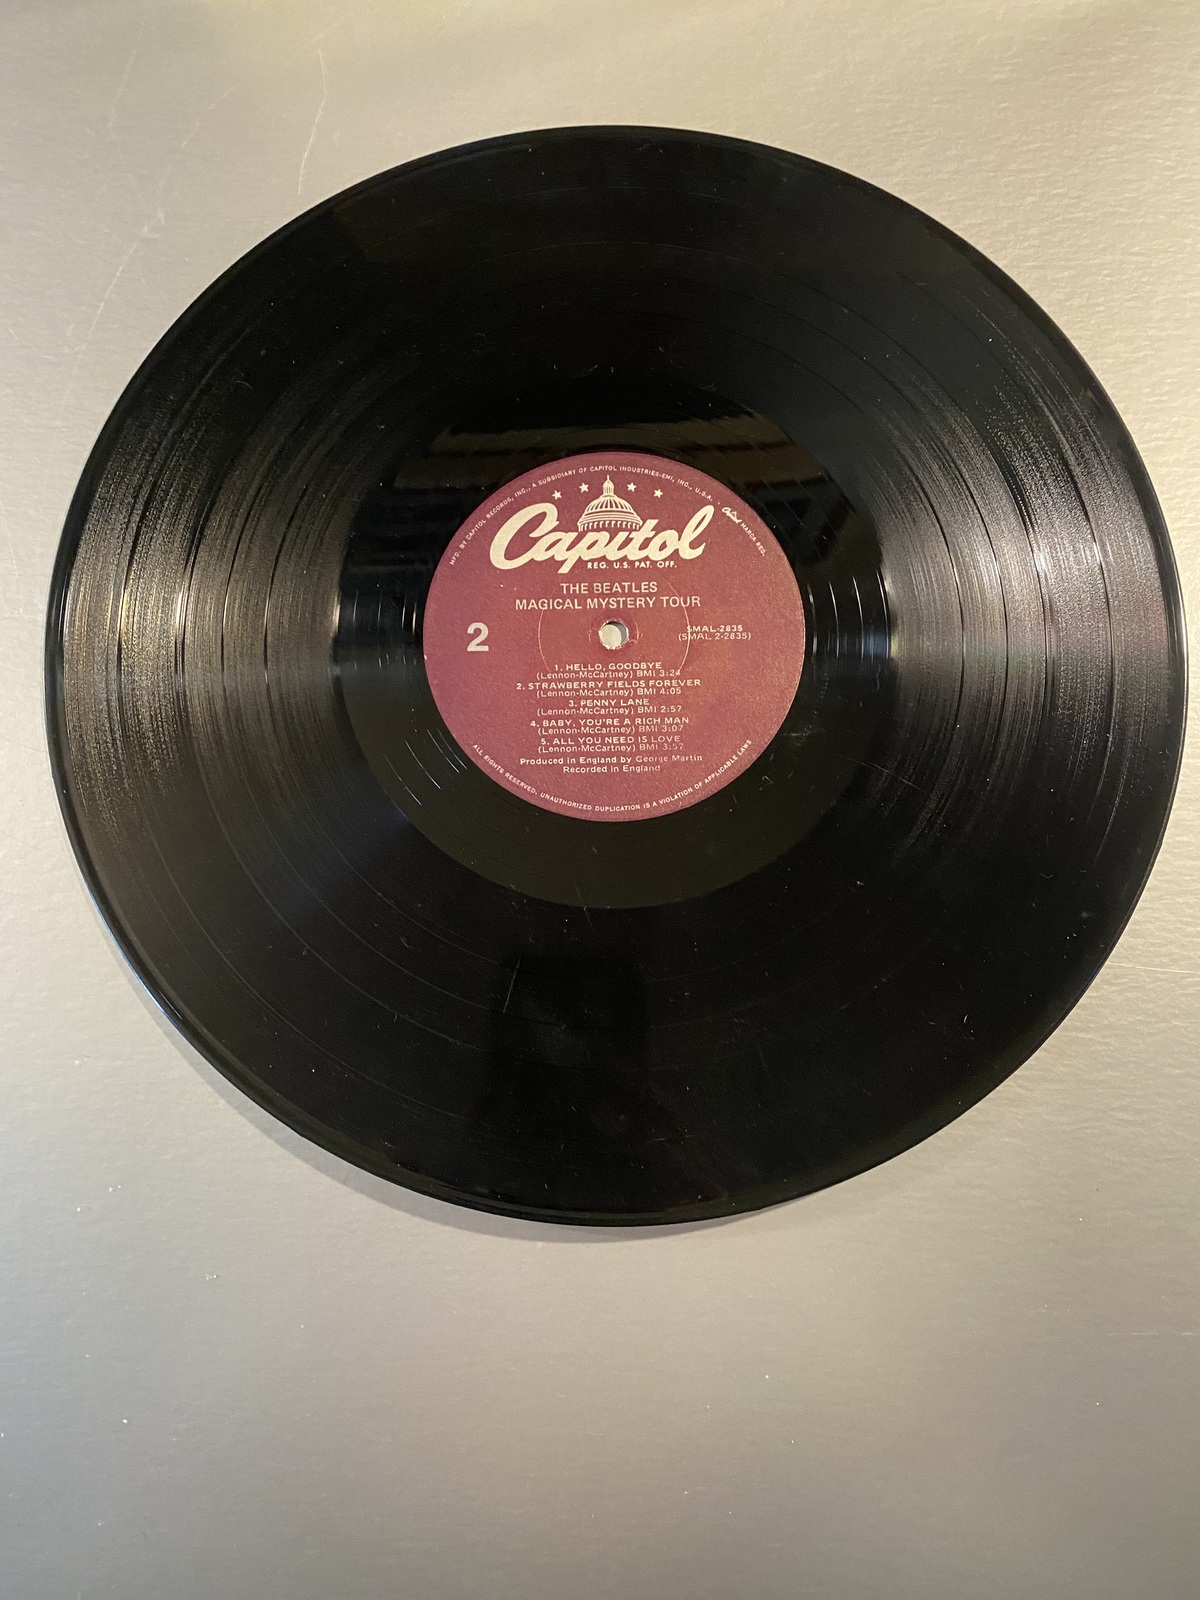 MFD. BY CAPITOL RECORDS, INC., A SUBSIDIARY OF CAPITOL INDUSTRIES-EMI, INC., U.S.A. · Capitol MARCA REG.
Capitol
REG. U.S. PAT. OFF.
THE BEATLES
MAGICAL MYSTERY TOUR
2
SMAL-2835
(SMAL 2-2835)
1. HELLO, GOODBYE
(Lennon-McCartney) BMI 3:24
2. STRAWBERRY FIELDS FOREVER
(Lennon-McCartney) BMI 4:05
3. PENNY LANE
(Lennon-McCartney) BMI 2:57
4. BABY, YOU'RE A RICH MAN
(Lennon-McCartney) BMI 3:07
5. ALL YOU NEED IS LOVE
(Lennon-McCartney) BMI 3:57
Produced in England by George Martin
Recorded in England
ALL RIGHTS RESERVED. UNAUTHORIZED DUPLICATION IS A VIOLATION OF APPLICABLE LAWS